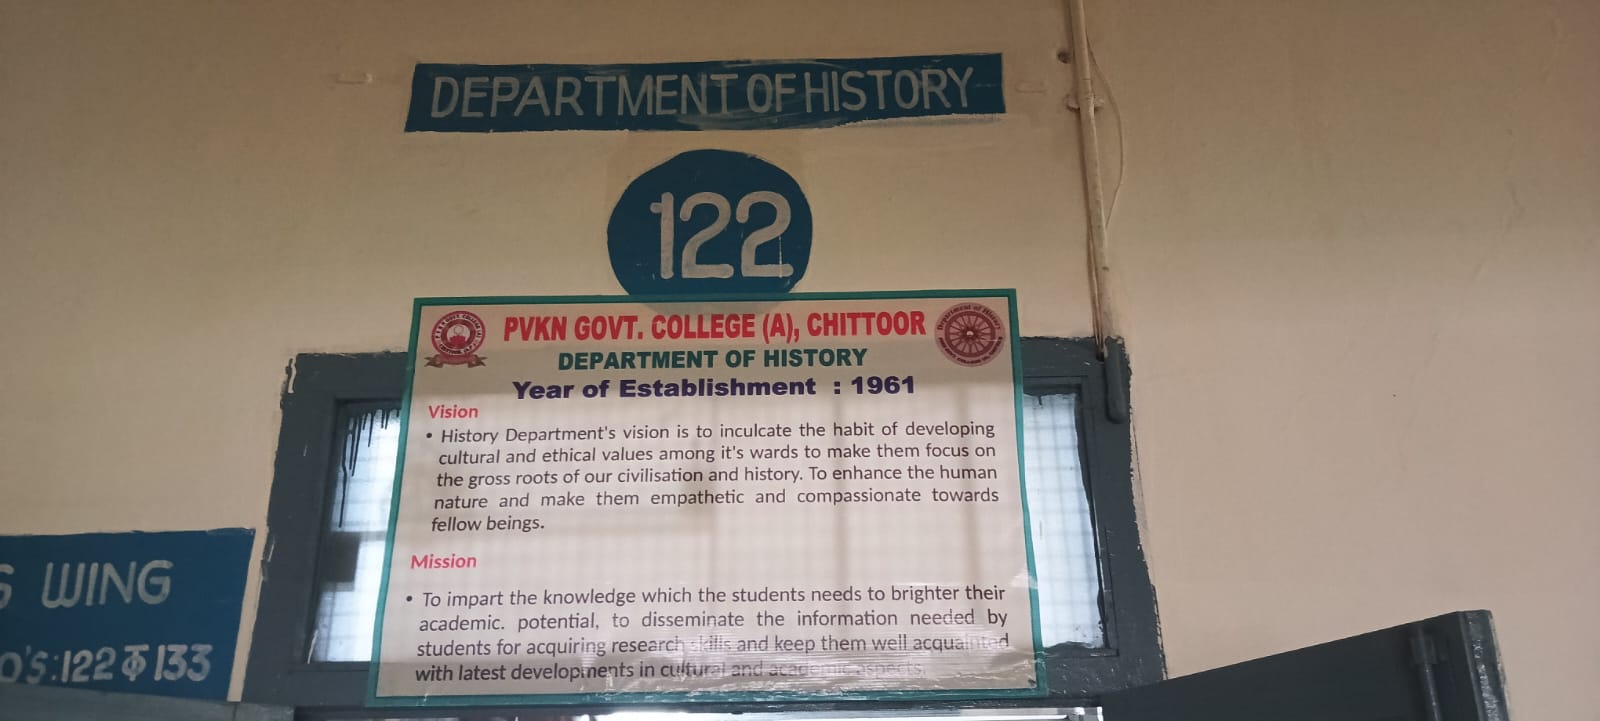 DEPARTMENT OF HISTORY
122
PVKN GOVT. COLLEGE (A), CHITTOOR
DEPARTMENT OF HISTORY
Year of Establishment : 1961
Vision
• History Department's vision is to inculcate the habit of developing
cultural and ethical values among it's wards to make them focus on
the gross roots of our civilisation and history. To enhance the human
nature and make them empathetic and compassionate towards
fellow beings.
Mission
• To impart the knowledge which the students needs to brighter their
academic. potential, to disseminate the information needed by
students for acquiring research skills and keep them well acquainted
with latest developments in cultural and academic aspects.
S WING
O'S:122 133
Department of History